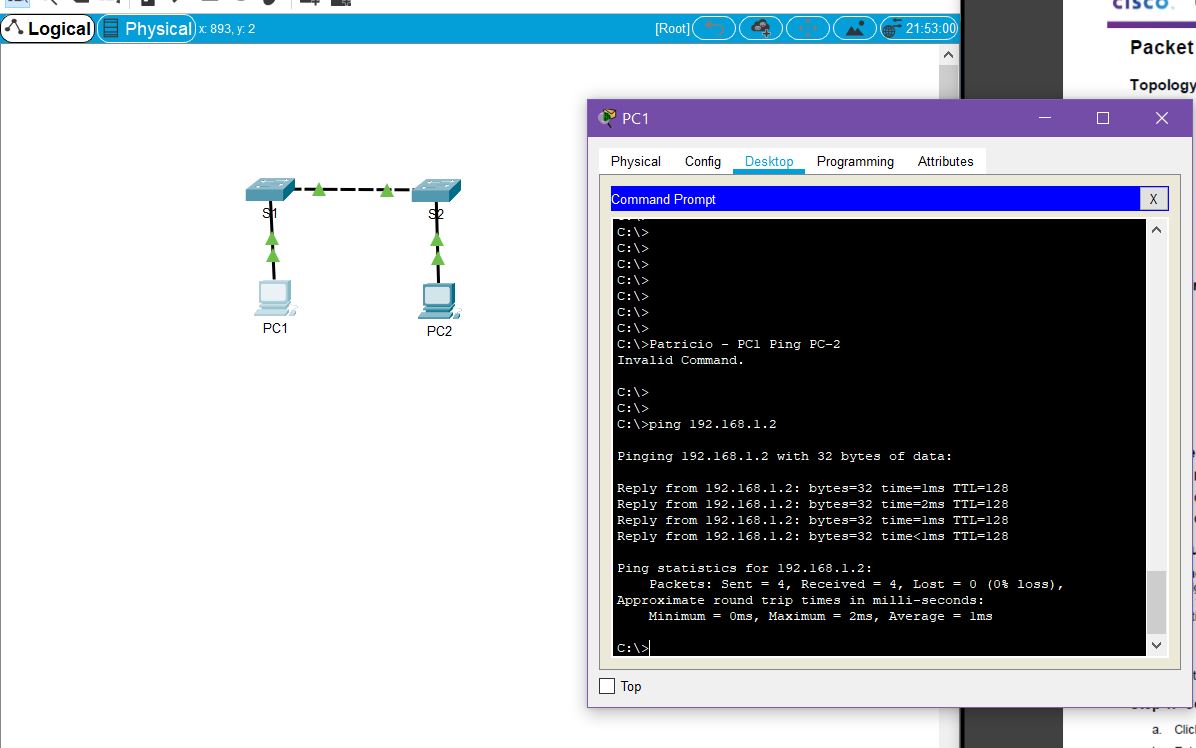 Logical
Physical
x: 893, y: 2
[Root]
21:53:00
cisco
Packet
Topology
S1
S2
PC1
PC2
PC1
Physical
Config
Desktop
Programming
Attributes
Command Prompt
X
C:\>
C:\>
C:\>
C:\>
C:\>
C:\>
C:\>
C:\>Patricio - PC1 Ping PC-2
Invalid Command.
C:\>
C:\>
C:\>ping 192.168.1.2
Pinging 192.168.1.2 with 32 bytes of data:
Reply from 192.168.1.2: bytes=32 time=1ms TTL=128
Reply from 192.168.1.2: bytes=32 time=2ms TTL=128
Reply from 192.168.1.2: bytes=32 time=1ms TTL=128
Reply from 192.168.1.2: bytes=32 time<1ms TTL=128
Ping statistics for 192.168.1.2:
Packets: Sent = 4, Received = 4, Lost = 0 (0% loss),
Approximate round trip times in milli-seconds:
Minimum = 0ms, Maximum = 2ms, Average = 1ms
C:\>
Top
a. Clic